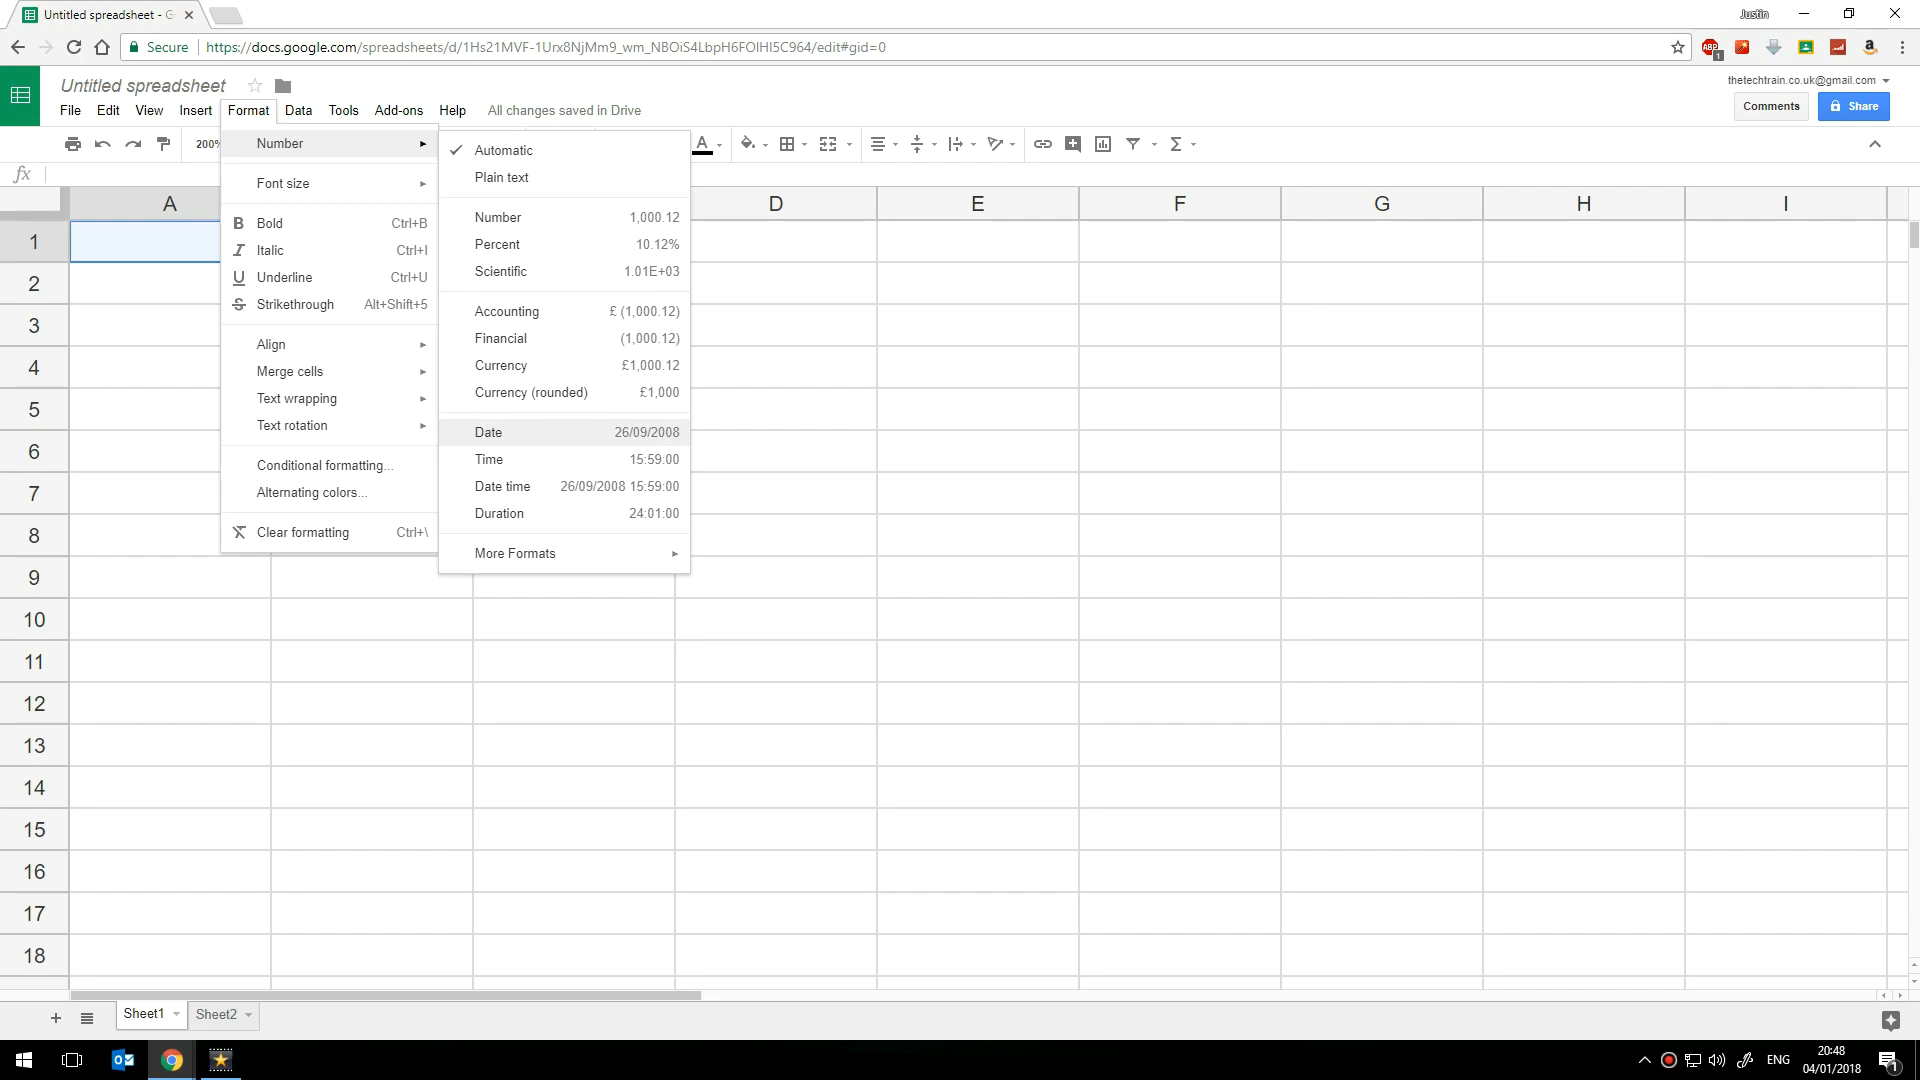 Untitled spreadsheet - G
Justin
Secure
https://docs.google.com/spreadsheets/d/1Hs21MVF-1Urx8NjMm9_wm_NBOiS4LbpH6FOIHI5C964/edit#gid=0
ABP
1
a
Untitled spreadsheet
thetechtrain.co.uk@gmail.com
File Edit View Insert Format Data Tools Add-ons Help All changes saved in Drive
Comments
Share
200%
A
fx
Number
Font size
B Bold Ctrl+B
I Italic Ctrl+I
U Underline Ctrl+U
S Strikethrough Alt+Shift+5
Align
Merge cells
Text wrapping
Text rotation
Conditional formatting...
Alternating colors...
Clear formatting Ctrl+\
Automatic
Plain text
Number 1,000.12
Percent 10.12%
Scientific 1.01E+03
Accounting £ (1,000.12)
Financial (1,000.12)
Currency £1,000.12
Currency (rounded) £1,000
Date 26/09/2008
Time 15:59:00
Date time 26/09/2008 15:59:00
Duration 24:01:00
More Formats
A D E F G H I
1
2
3
4
5
6
7
8
9
10
11
12
13
14
15
16
17
18
Sheet1 Sheet2
ENG
20:48
04/01/2018
1